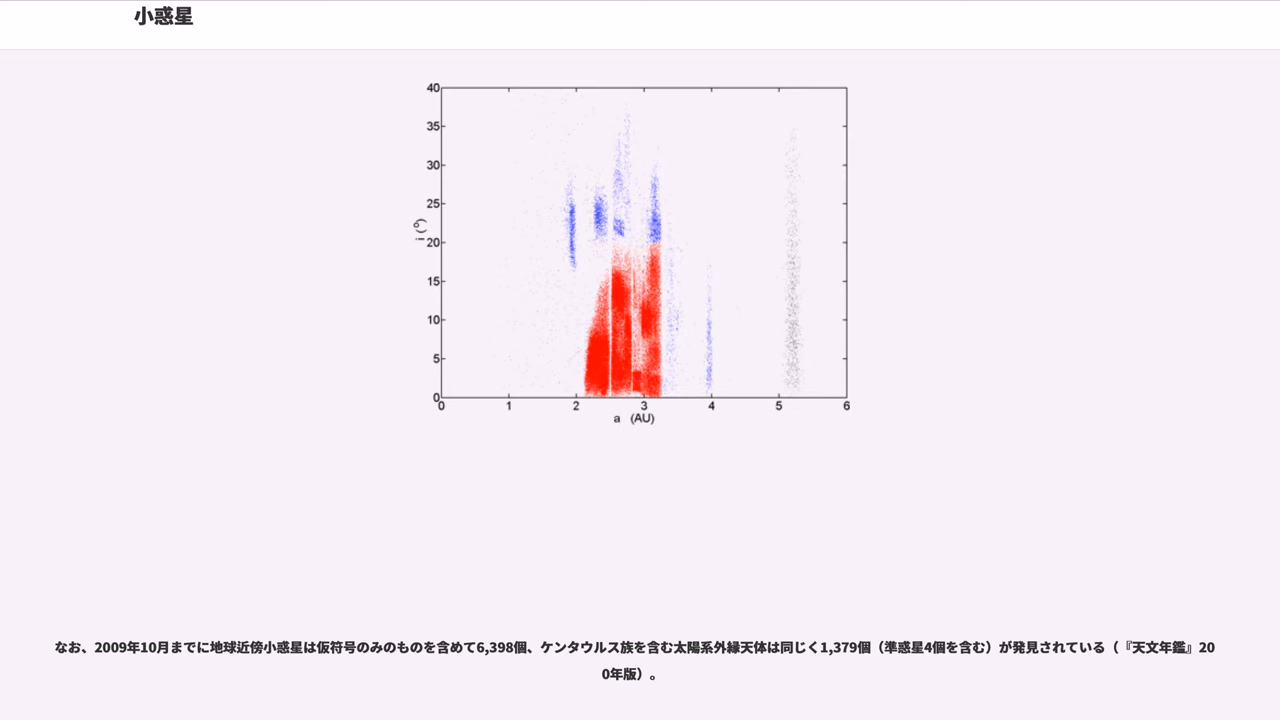 小惑星
40
35
30
25
20
15
10
5
0
i (°)
0 1 2 3 4 5 6
a (AU)
なお、2009年10月までに地球近傍小惑星は仮符号のみのものを含めて6,398個、ケンタウルス族を含む太陽系外縁天体は同じく1,379個（準惑星4個を含む）が発見されている（『天文年鑑』20
0年版）。